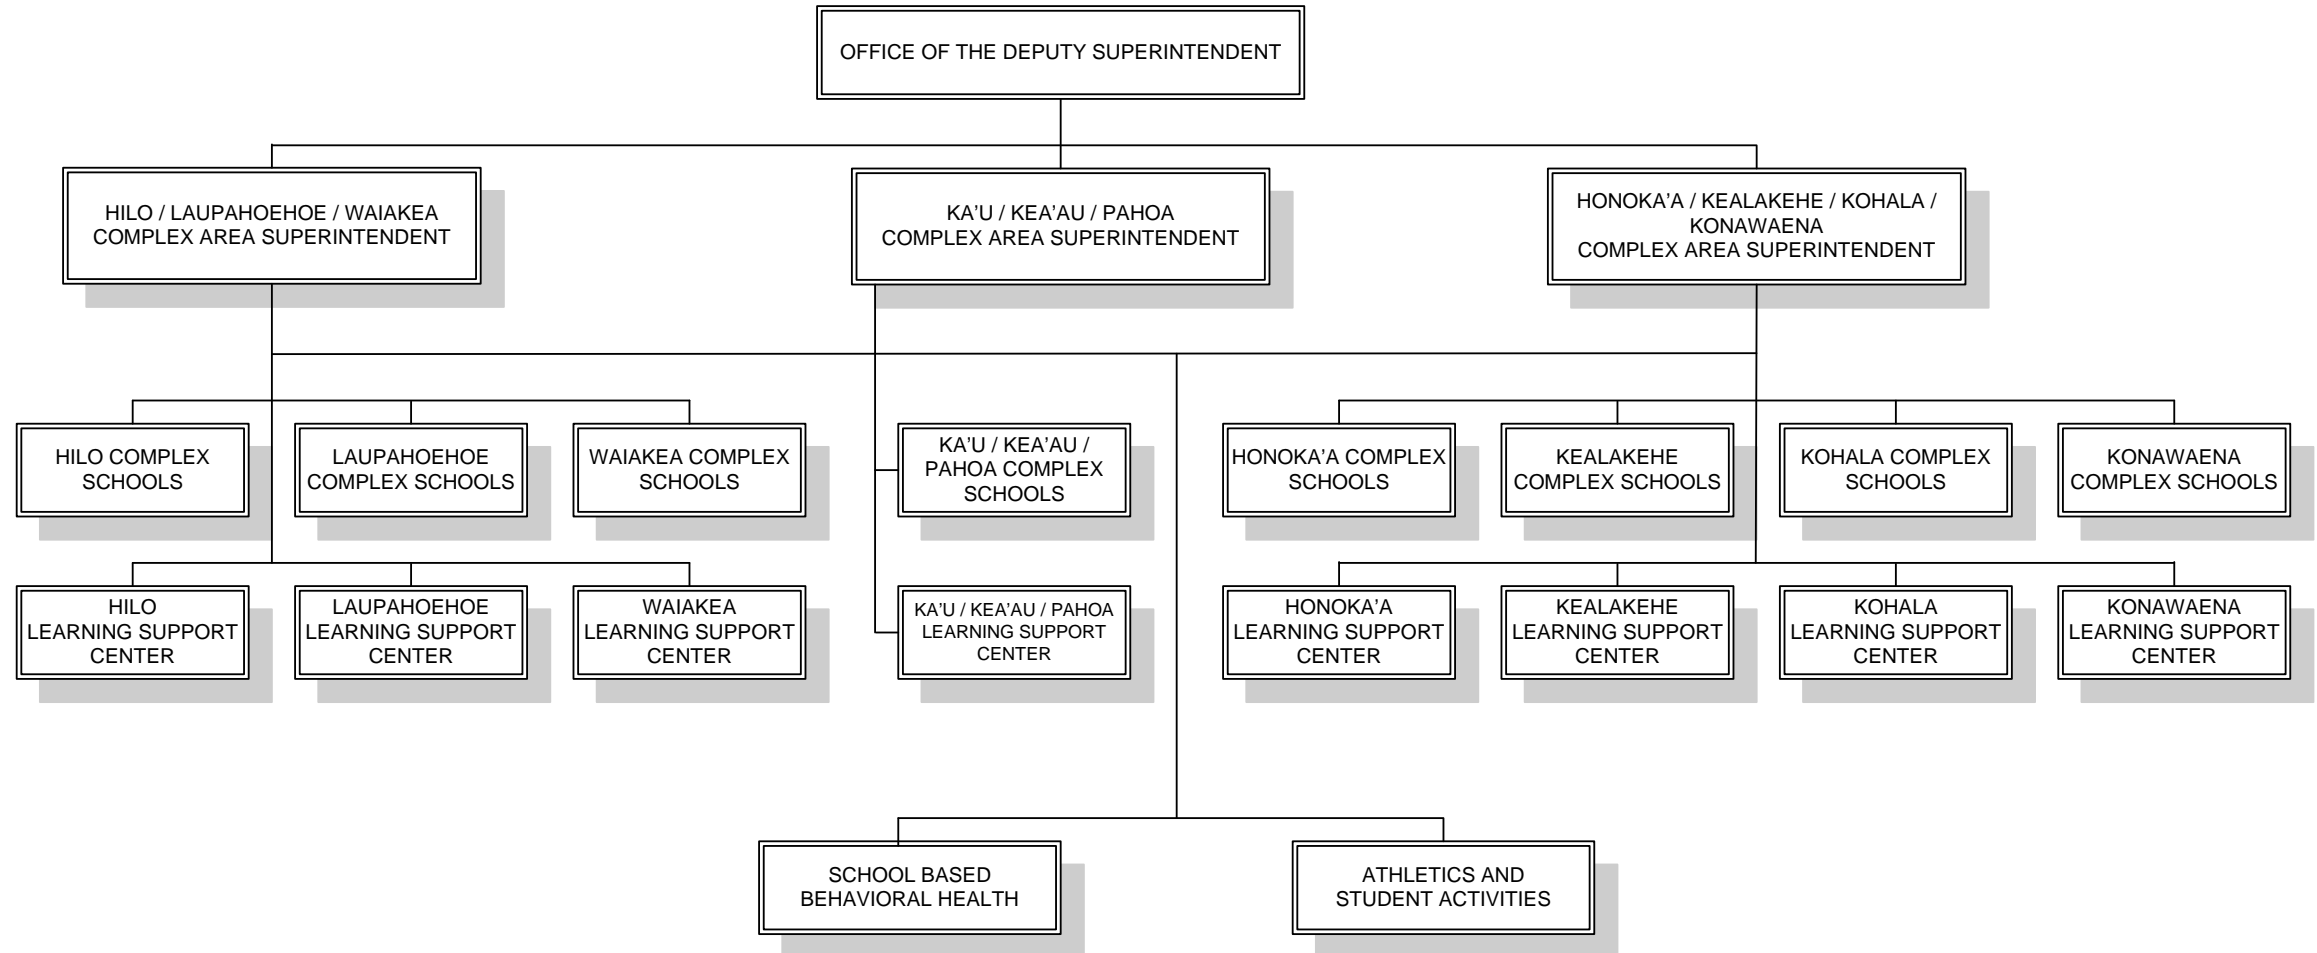 OFFICE OF THE DEPUTY SUPERINTENDENT
HILO / LAUPAHOEHOE / WAIAKEA
COMPLEX AREA SUPERINTENDENT
KA’U / KEA’AU / PAHOA
COMPLEX AREA SUPERINTENDENT
HONOKA’A / KEALAKEHE / KOHALA /
KONAWAENA
COMPLEX AREA SUPERINTENDENT
HILO COMPLEX
SCHOOLS
LAUPAHOEHOE
COMPLEX SCHOOLS
WAIAKEA COMPLEX
SCHOOLS
KA’U / KEA’AU /
PAHOA COMPLEX
SCHOOLS
HONOKA’A COMPLEX
SCHOOLS
KEALAKEHE
COMPLEX SCHOOLS
KOHALA COMPLEX
SCHOOLS
KONAWAENA
COMPLEX SCHOOLS
HILO
LEARNING SUPPORT
CENTER
LAUPAHOEHOE
LEARNING SUPPORT
CENTER
WAIAKEA
LEARNING SUPPORT
CENTER
KA’U / KEA’AU / PAHOA
LEARNING SUPPORT
CENTER
HONOKA’A
LEARNING SUPPORT
CENTER
KEALAKEHE
LEARNING SUPPORT
CENTER
KOHALA
LEARNING SUPPORT
CENTER
KONAWAENA
LEARNING SUPPORT
CENTER
SCHOOL BASED
BEHAVIORAL HEALTH
ATHLETICS AND
STUDENT ACTIVITIES